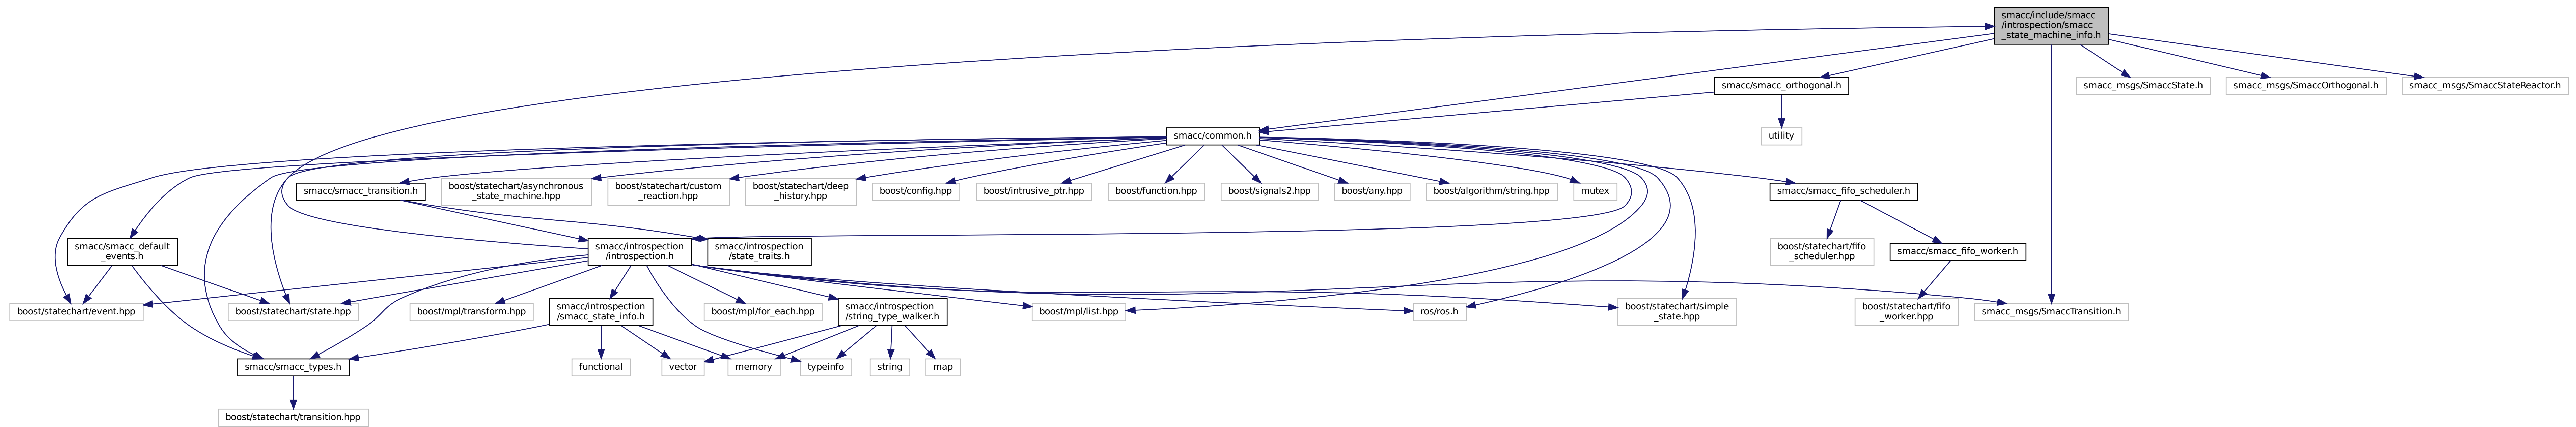 smacc/include/smacc
/introspection/smacc
_state_machine_info.h
smacc/smacc_orthogonal.h
smacc_msgs/SmaccState.h
smacc_msgs/SmaccOrthogonal.h
smacc_msgs/SmaccStateReactor.h
smacc/common.h
utility
smacc/smacc_transition.h
boost/statechart/asynchronous
_state_machine.hpp
boost/statechart/custom
_reaction.hpp
boost/statechart/deep
_history.hpp
boost/config.hpp
boost/intrusive_ptr.hpp
boost/function.hpp
boost/signals2.hpp
boost/any.hpp
boost/algorithm/string.hpp
mutex
smacc/smacc_fifo_scheduler.h
smacc/smacc_default
_events.h
smacc/introspection
/introspection.h
smacc/introspection
/state_traits.h
boost/statechart/fifo
_scheduler.hpp
smacc/smacc_fifo_worker.h
boost/statechart/event.hpp
boost/statechart/state.hpp
boost/mpl/transform.hpp
smacc/introspection
/smacc_state_info.h
boost/mpl/for_each.hpp
smacc/introspection
/string_type_walker.h
boost/mpl/list.hpp
ros/ros.h
boost/statechart/simple
_state.hpp
boost/statechart/fifo
_worker.hpp
smacc_msgs/SmaccTransition.h
smacc/smacc_types.h
functional
vector
memory
typeinfo
string
map
boost/statechart/transition.hpp